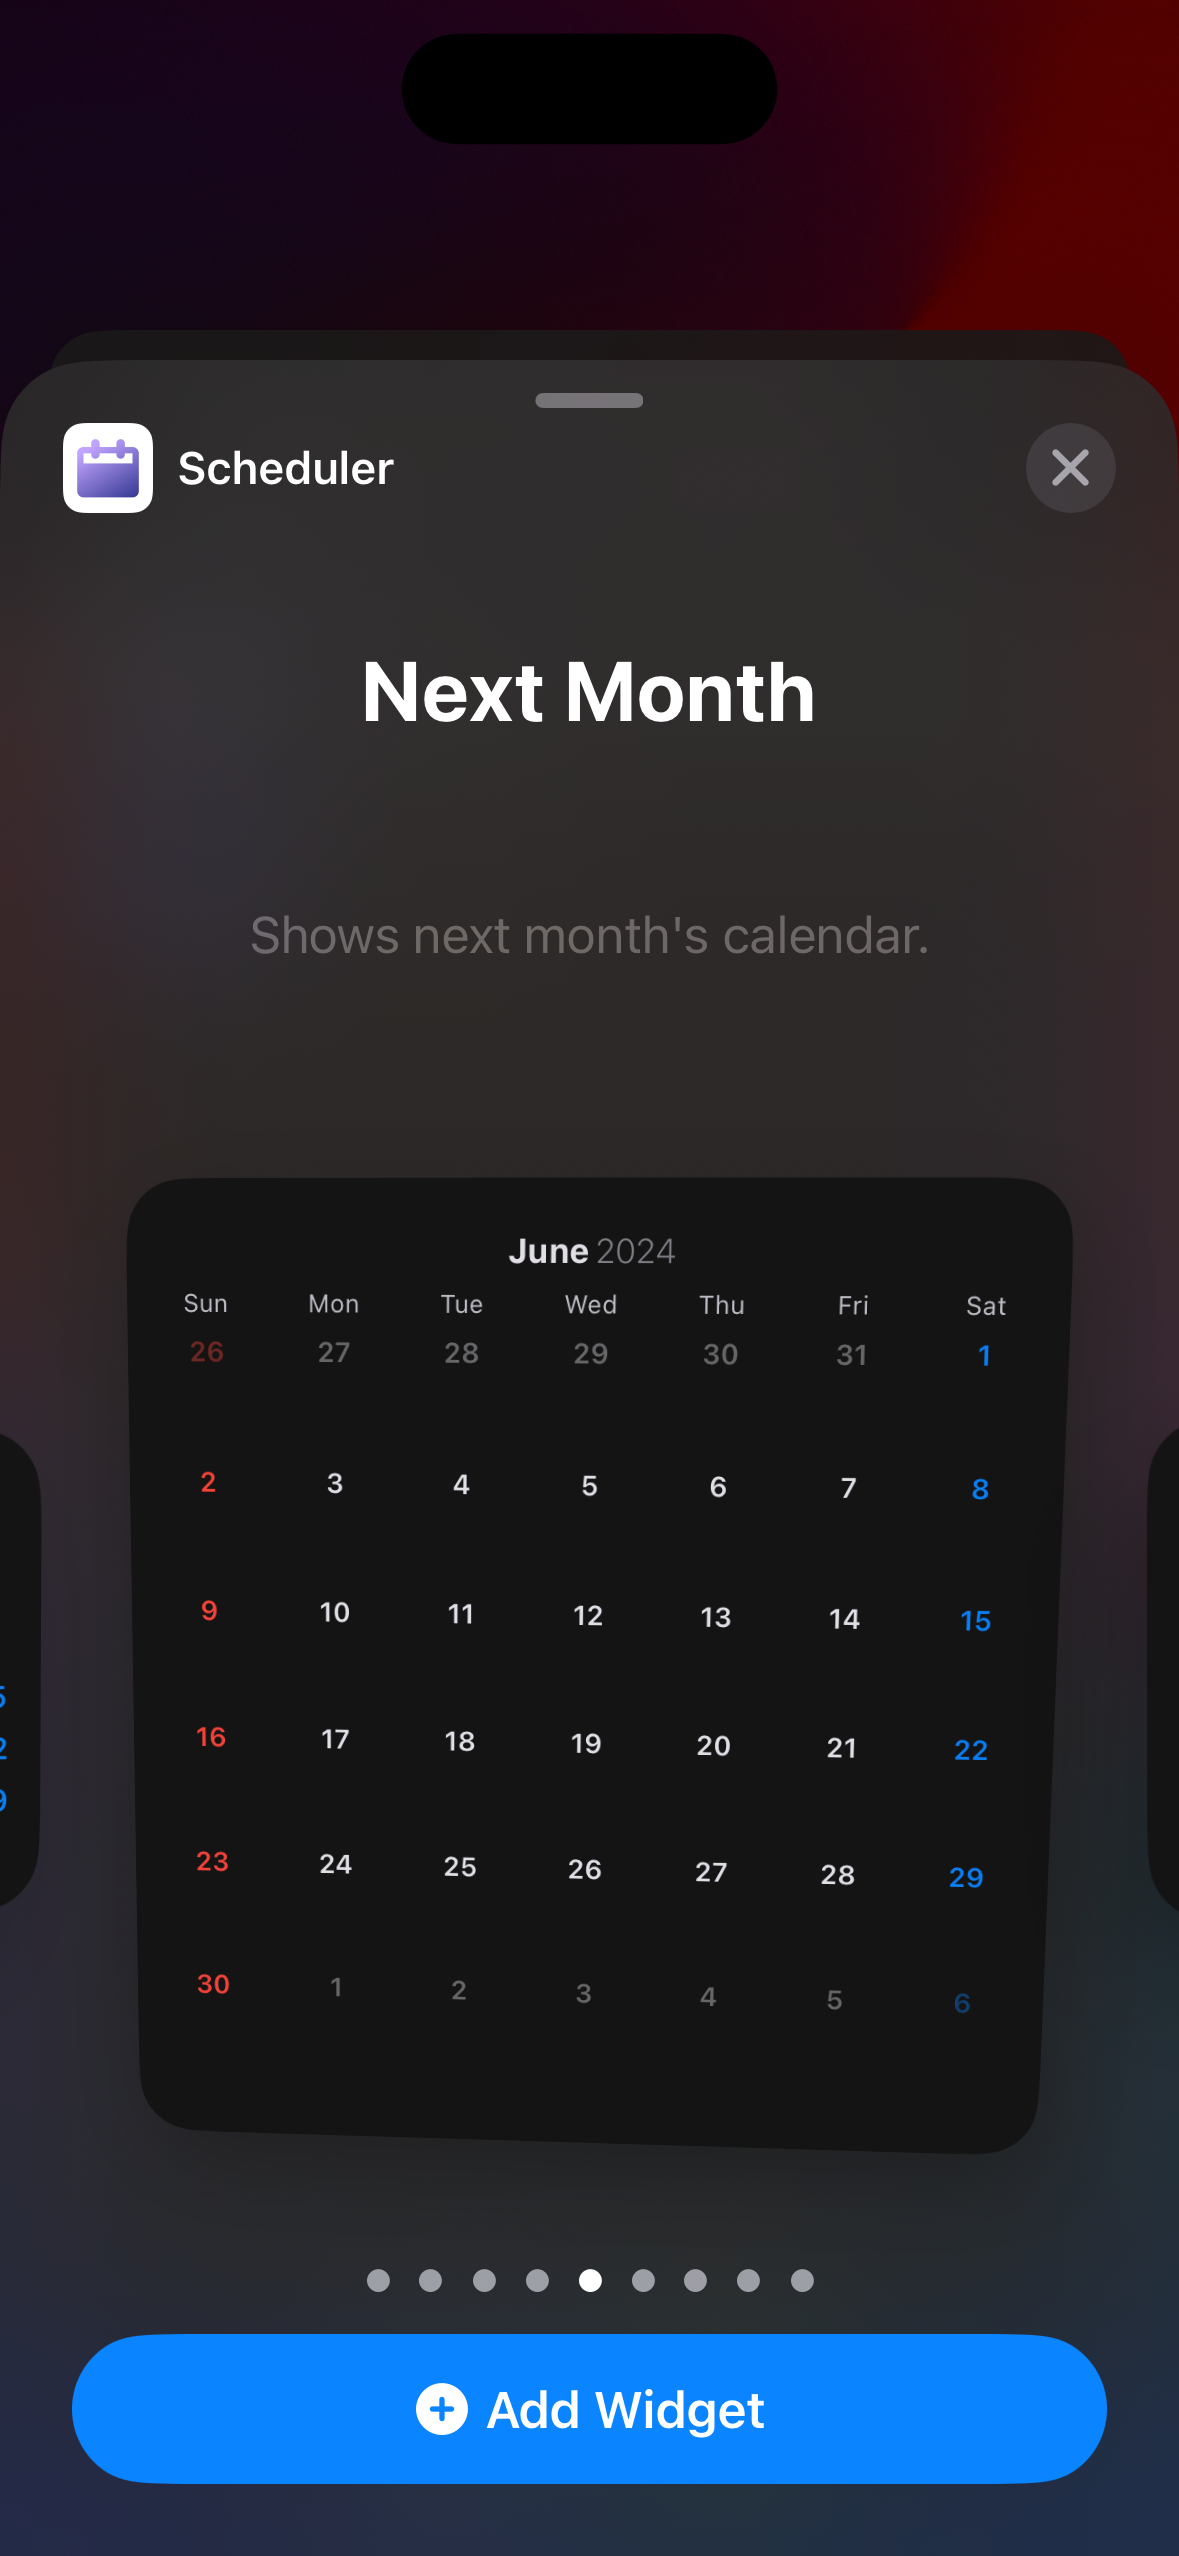 Scheduler
Next Month
Shows next month's calendar.
June 2024
Sun Mon Tue Wed Thu Fri Sat
26 27 28 29 30 31 1
2 3 4 5 6 7 8
9 10 11 12 13 14 15
16 17 18 19 20 21 22
23 24 25 26 27 28 29
30 1 2 3 4 5 6
Add Widget